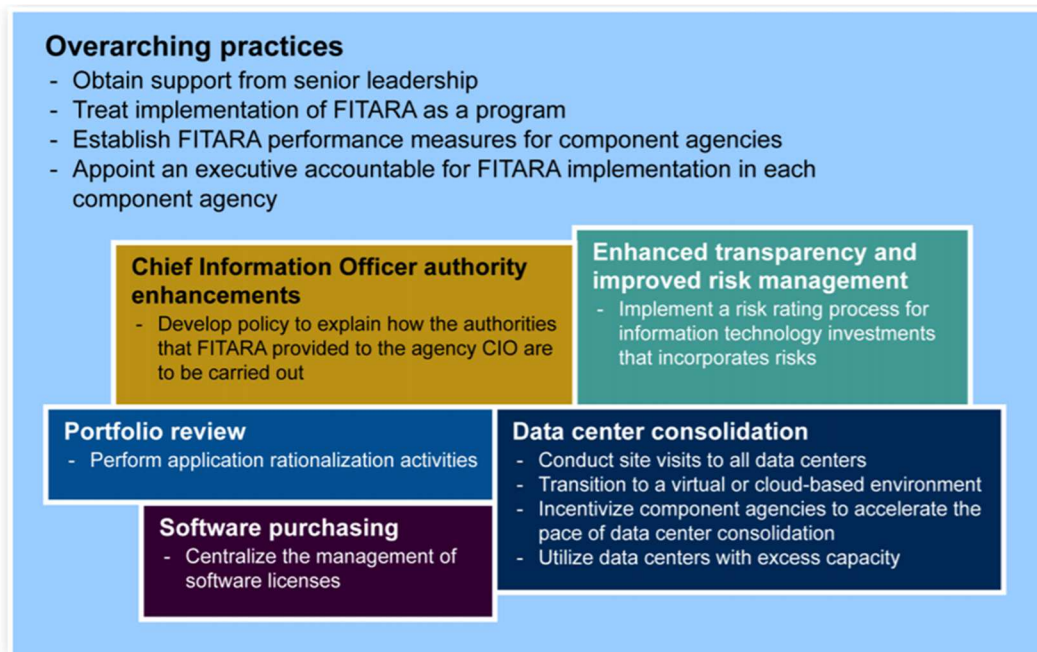 Overarching practices
- Obtain support from senior leadership
- Treat implementation of FITARA as a program
- Establish FITARA performance measures for component agencies
- Appoint an executive accountable for FITARA implementation in each
component agency
Chief Information Officer authority
enhancements
- Develop policy to explain how the authorities
that FITARA provided to the agency CIO are
to be carried out
Enhanced transparency and
improved risk management
- Implement a risk rating process for
information technology investments
that incorporates risks
Portfolio review
- Perform application rationalization activities
Data center consolidation
- Conduct site visits to all data centers
- Transition to a virtual or cloud-based environment
- Incentivize component agencies to accelerate the
pace of data center consolidation
- Utilize data centers with excess capacity
Software purchasing
- Centralize the management of
software licenses